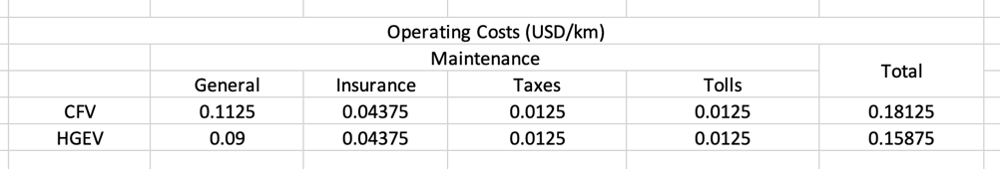 Operating Costs (USD/km)
Maintenance
Total
General Insurance Taxes Tolls
CFV 0.1125 0.04375 0.0125 0.0125 0.18125
HGEV 0.09 0.04375 0.0125 0.0125 0.15875